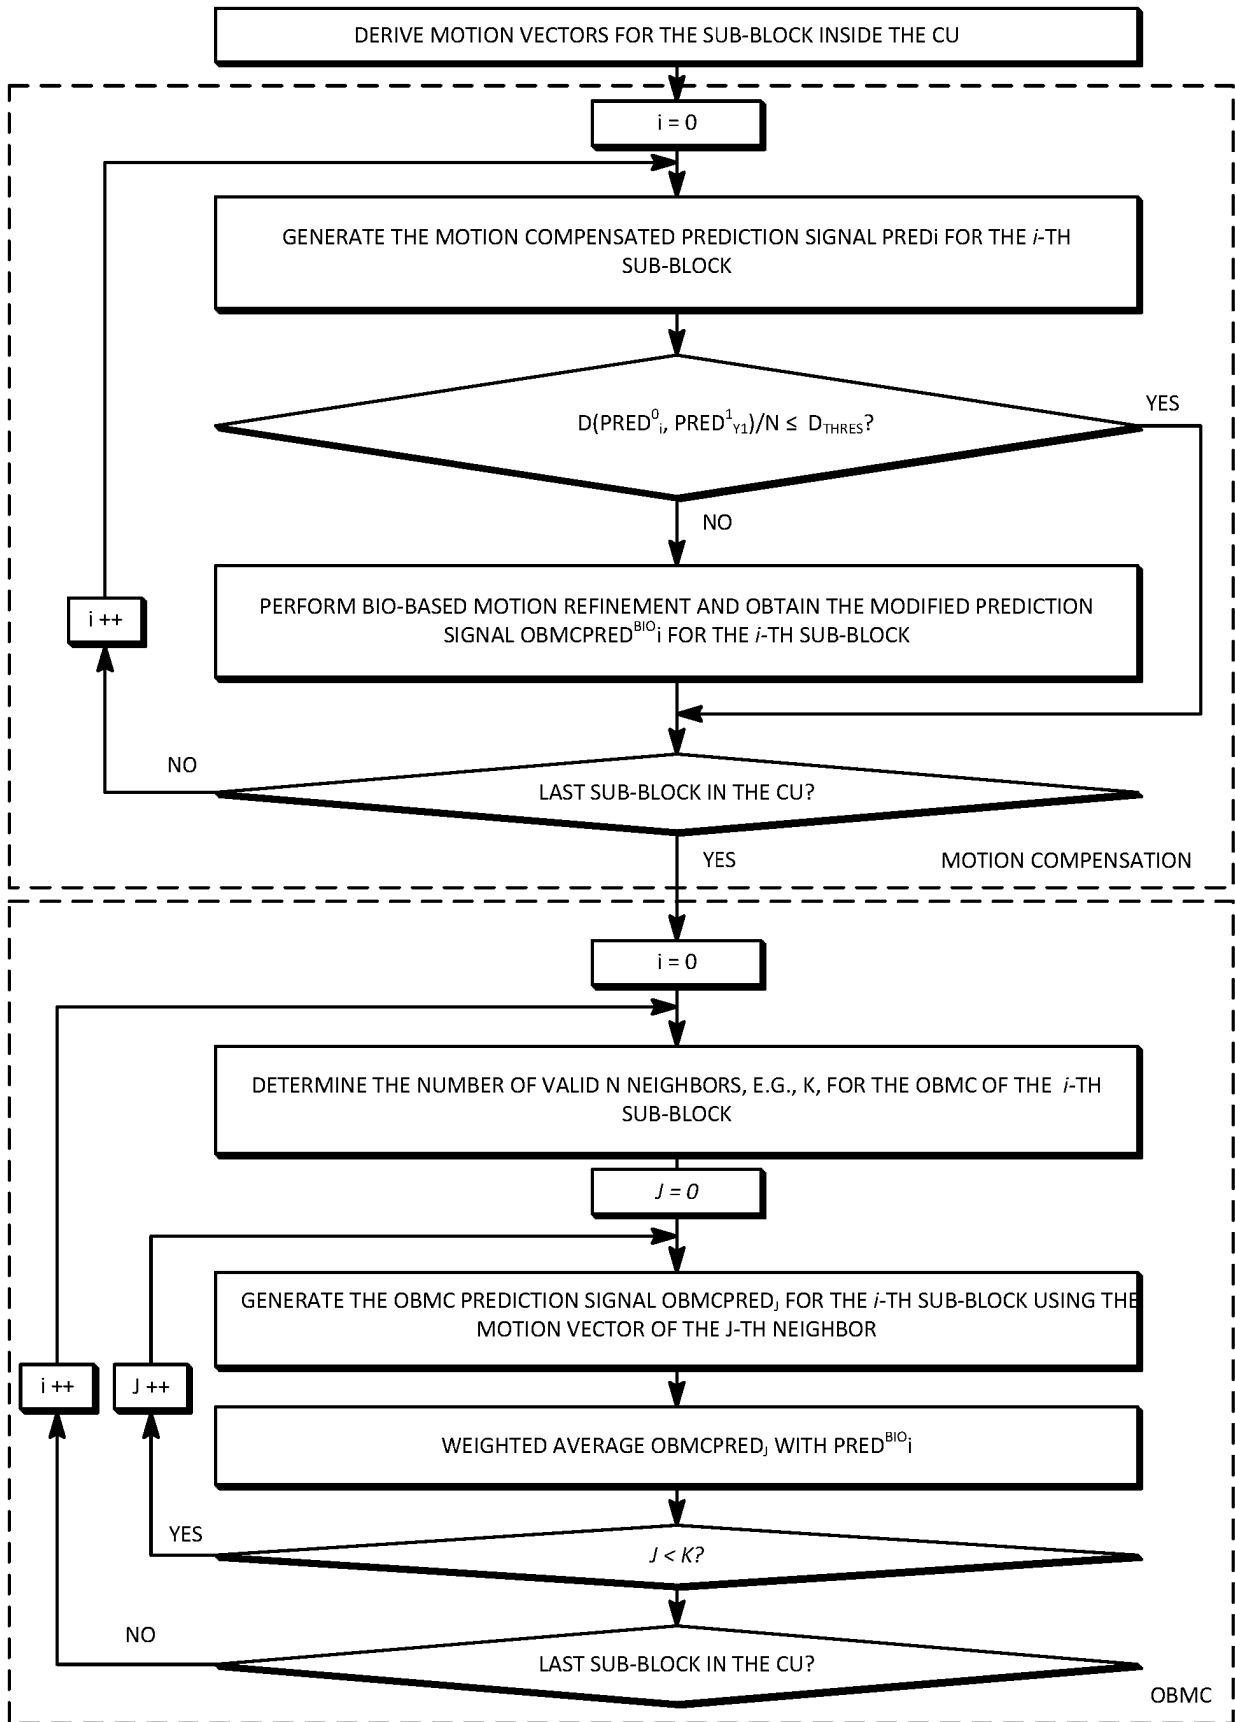 DERIVE MOTION VECTORS FOR THE SUB-BLOCK INSIDE THE CU
i = 0
GENERATE THE MOTION COMPENSATED PREDICTION SIGNAL PREDi FOR THE i-TH
SUB-BLOCK
D(PRED⁰ᵢ, PRED¹Y1)/N ≤ DTHRES?
YES
NO
PERFORM BIO-BASED MOTION REFINEMENT AND OBTAIN THE MODIFIED PREDICTION
SIGNAL OBMCPREDᴮᴵᴼi FOR THE i-TH SUB-BLOCK
i ++
NO
LAST SUB-BLOCK IN THE CU?
YES
MOTION COMPENSATION
i = 0
DETERMINE THE NUMBER OF VALID N NEIGHBORS, E.G., K, FOR THE OBMC OF THE i-TH
SUB-BLOCK
J = 0
GENERATE THE OBMC PREDICTION SIGNAL OBMCPREDJ FOR THE i-TH SUB-BLOCK USING THE
MOTION VECTOR OF THE J-TH NEIGHBOR
i ++
J ++
WEIGHTED AVERAGE OBMCPREDJ WITH PREDᴮᴵᴼi
YES
J < K?
NO
LAST SUB-BLOCK IN THE CU?
OBMC